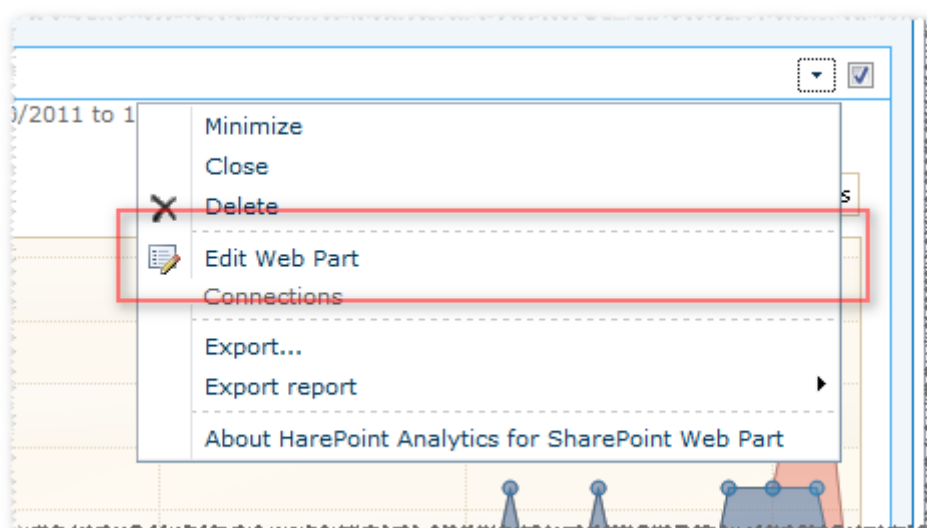 0/2011 to 1
Minimize
Close
Delete
s
Edit Web Part
Connections
Export...
Export report
About HarePoint Analytics for SharePoint Web Part